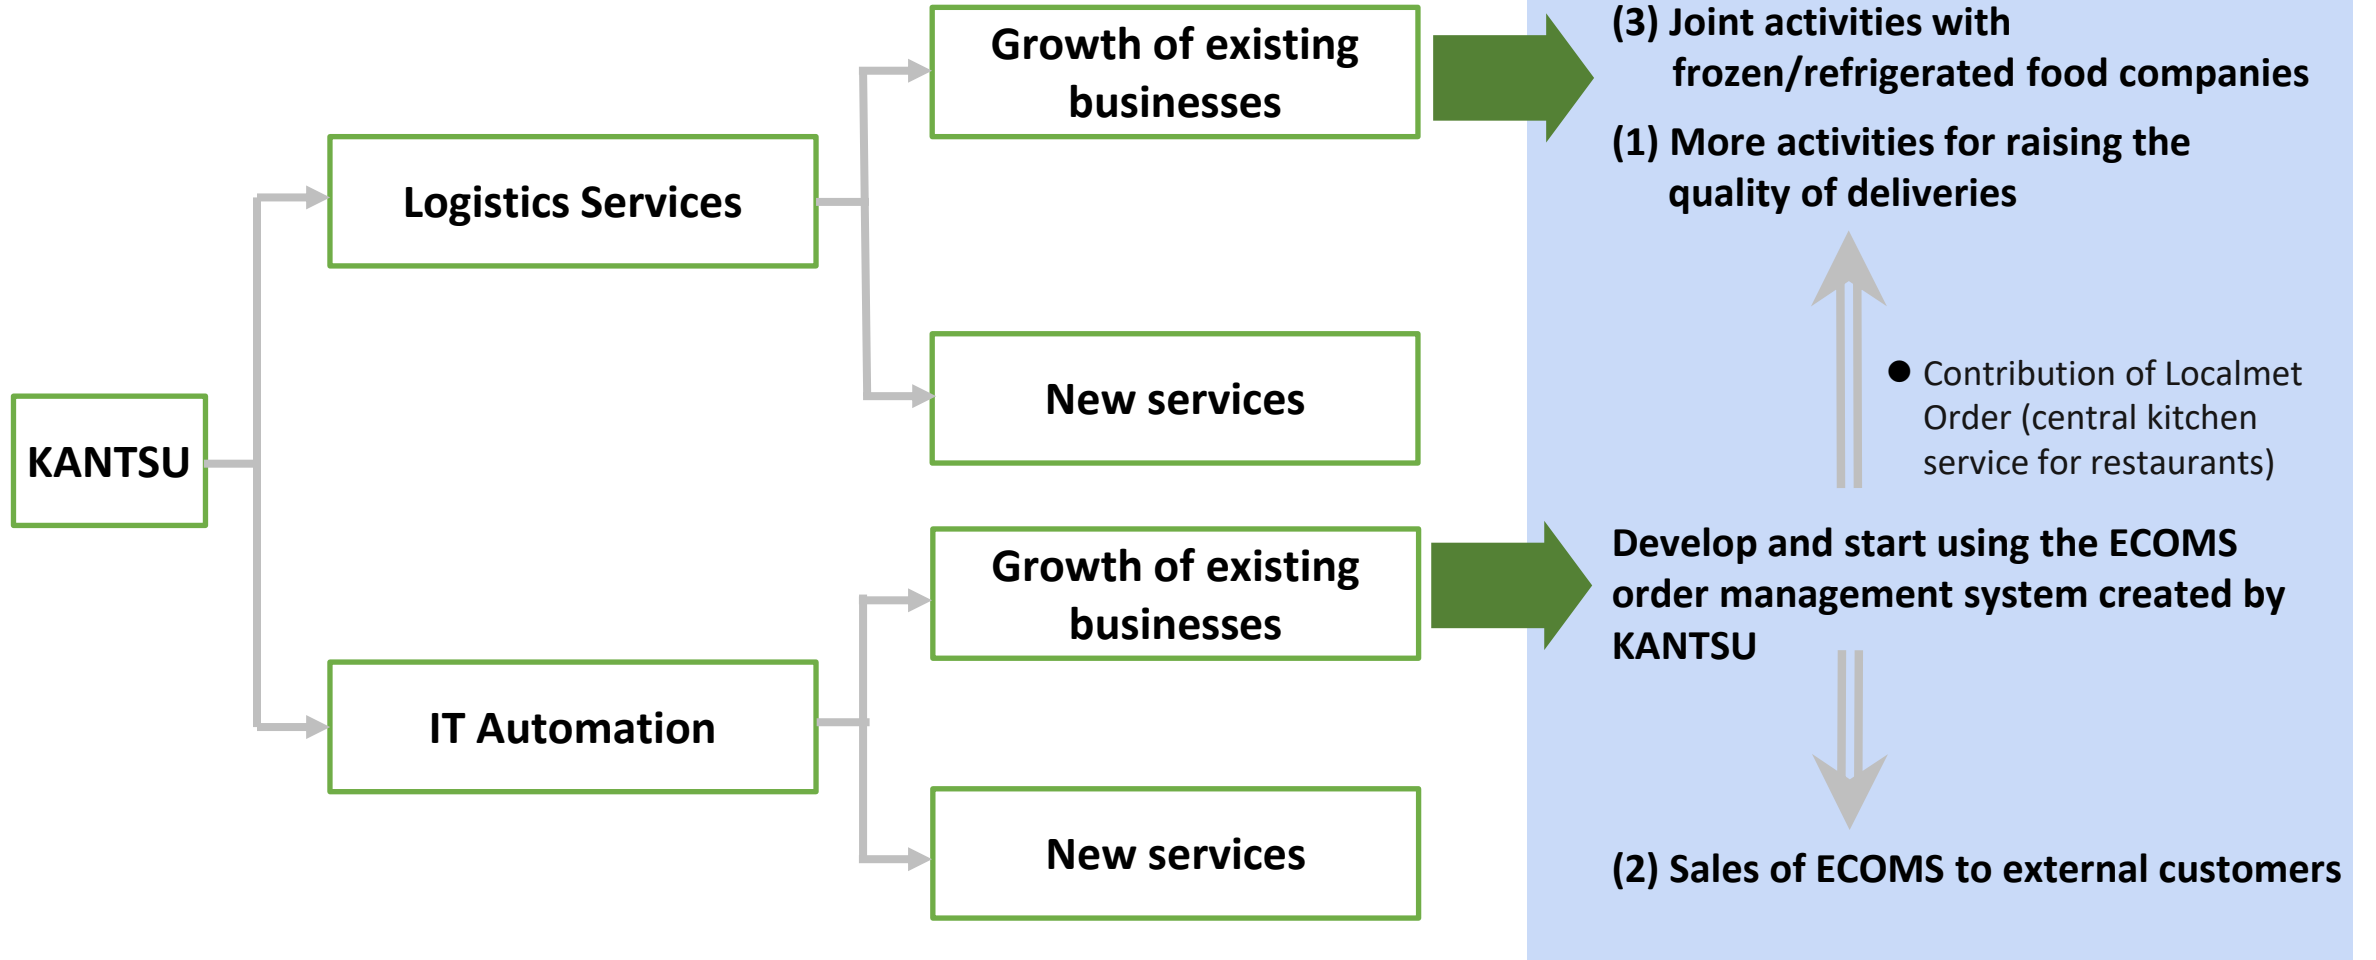 KANTSU
Logistics Services
IT Automation
Growth of existing
businesses
New services
Growth of existing
businesses
New services
(3) Joint activities with
frozen/refrigerated food companies
(1) More activities for raising the
quality of deliveries
● Contribution of Localmet
Order (central kitchen
service for restaurants)
Develop and start using the ECOMS
order management system created by
KANTSU
(2) Sales of ECOMS to external customers